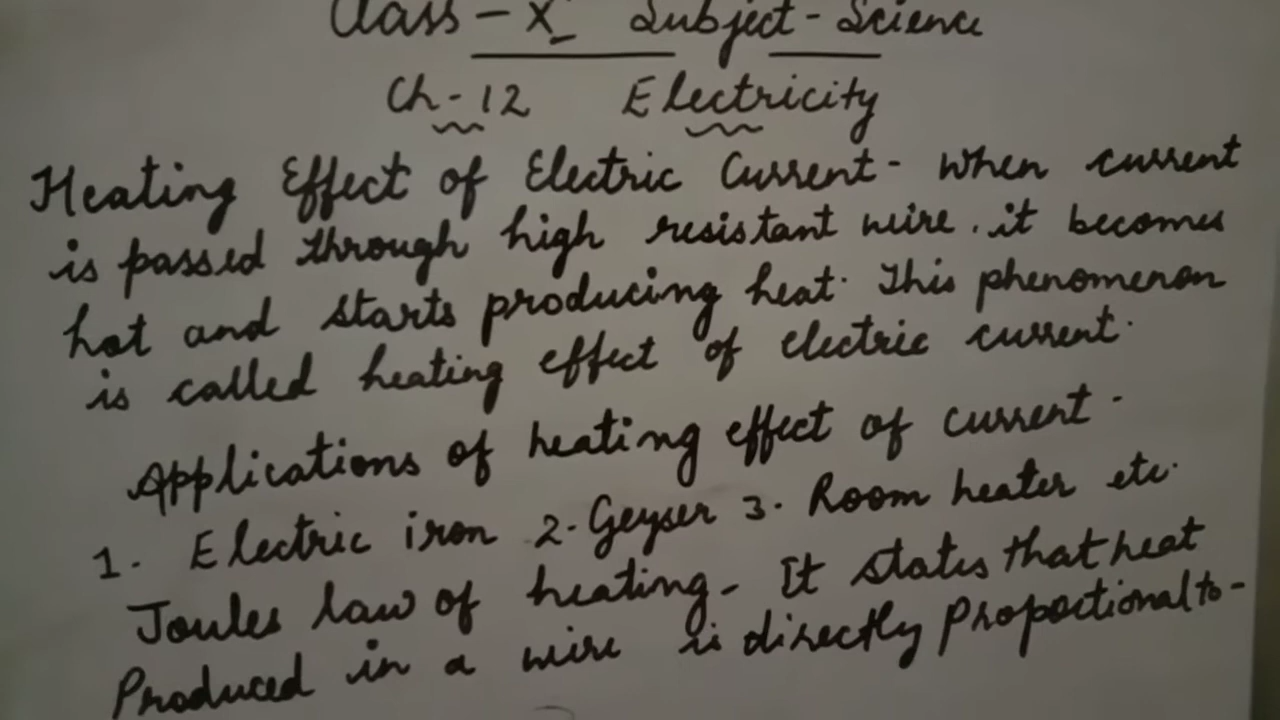 Class - X Subject - Science
Ch - 12 Electricity
Heating Effect of Electric Current - When current
is passed through high resistant wire, it becomes
hot and starts producing heat. This phenomenon
is called heating effect of electric current.
Applications of heating effect of current -
1. Electric iron 2. Geyser 3. Room heater etc.
Joules law of heating - It states that heat
Produced in a wire is directly Proportional to -